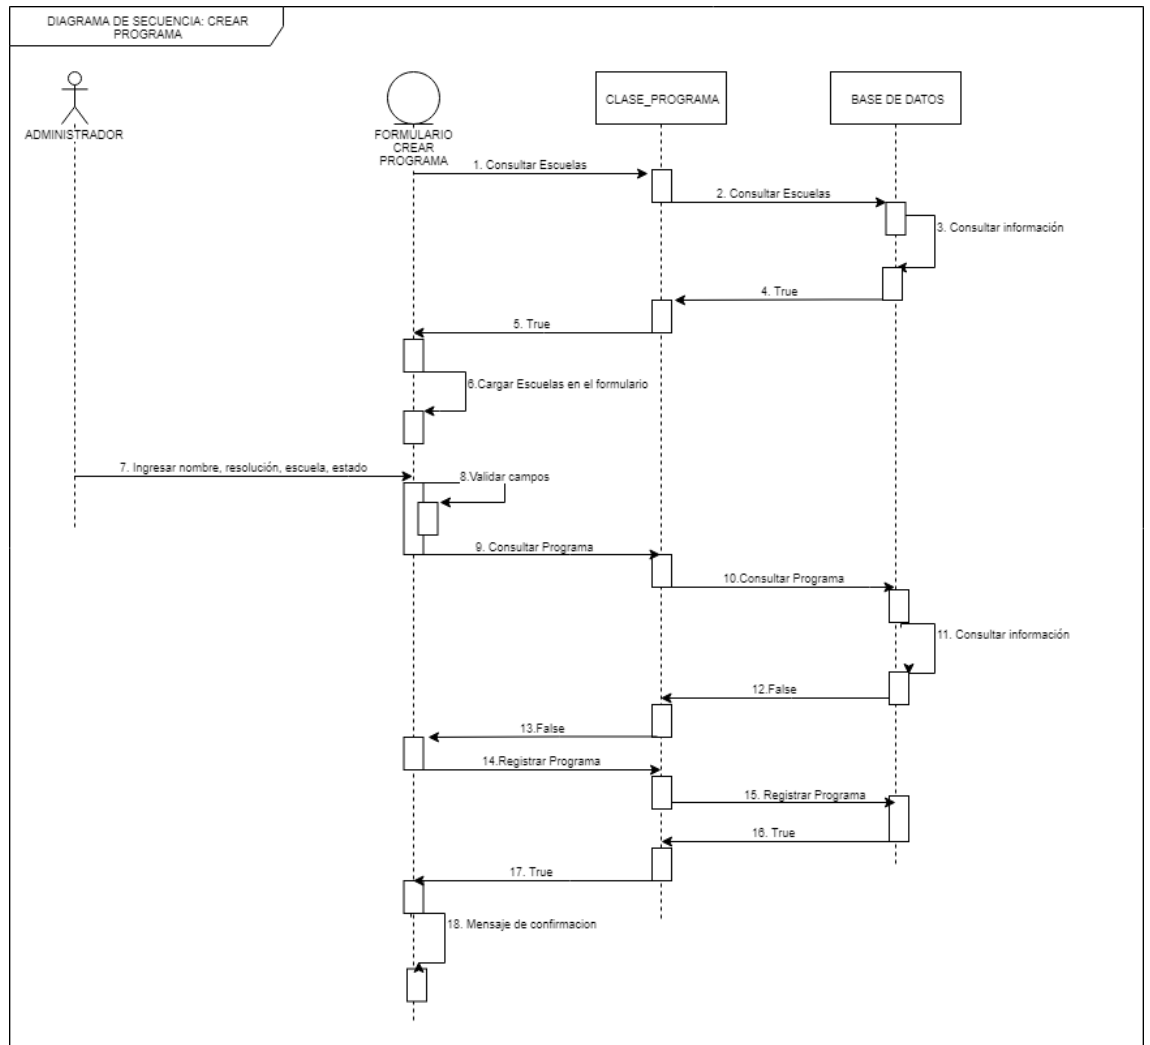 DIAGRAMA DE SECUENCIA: CREAR
PROGRAMA
ADMINISTRADOR
FORMULARIO
CREAR
PROGRAMA
CLASE_PROGRAMA
BASE DE DATOS
1. Consultar Escuelas
2. Consultar Escuelas
3. Consultar información
4. True
5. True
6.Cargar Escuelas en el formulario
7. Ingresar nombre, resolución, escuela, estado
8.Validar campos
9. Consultar Programa
10.Consultar Programa
11. Consultar información
12.False
13.False
14.Registrar Programa
15. Registrar Programa
16. True
17. True
18. Mensaje de confirmacion